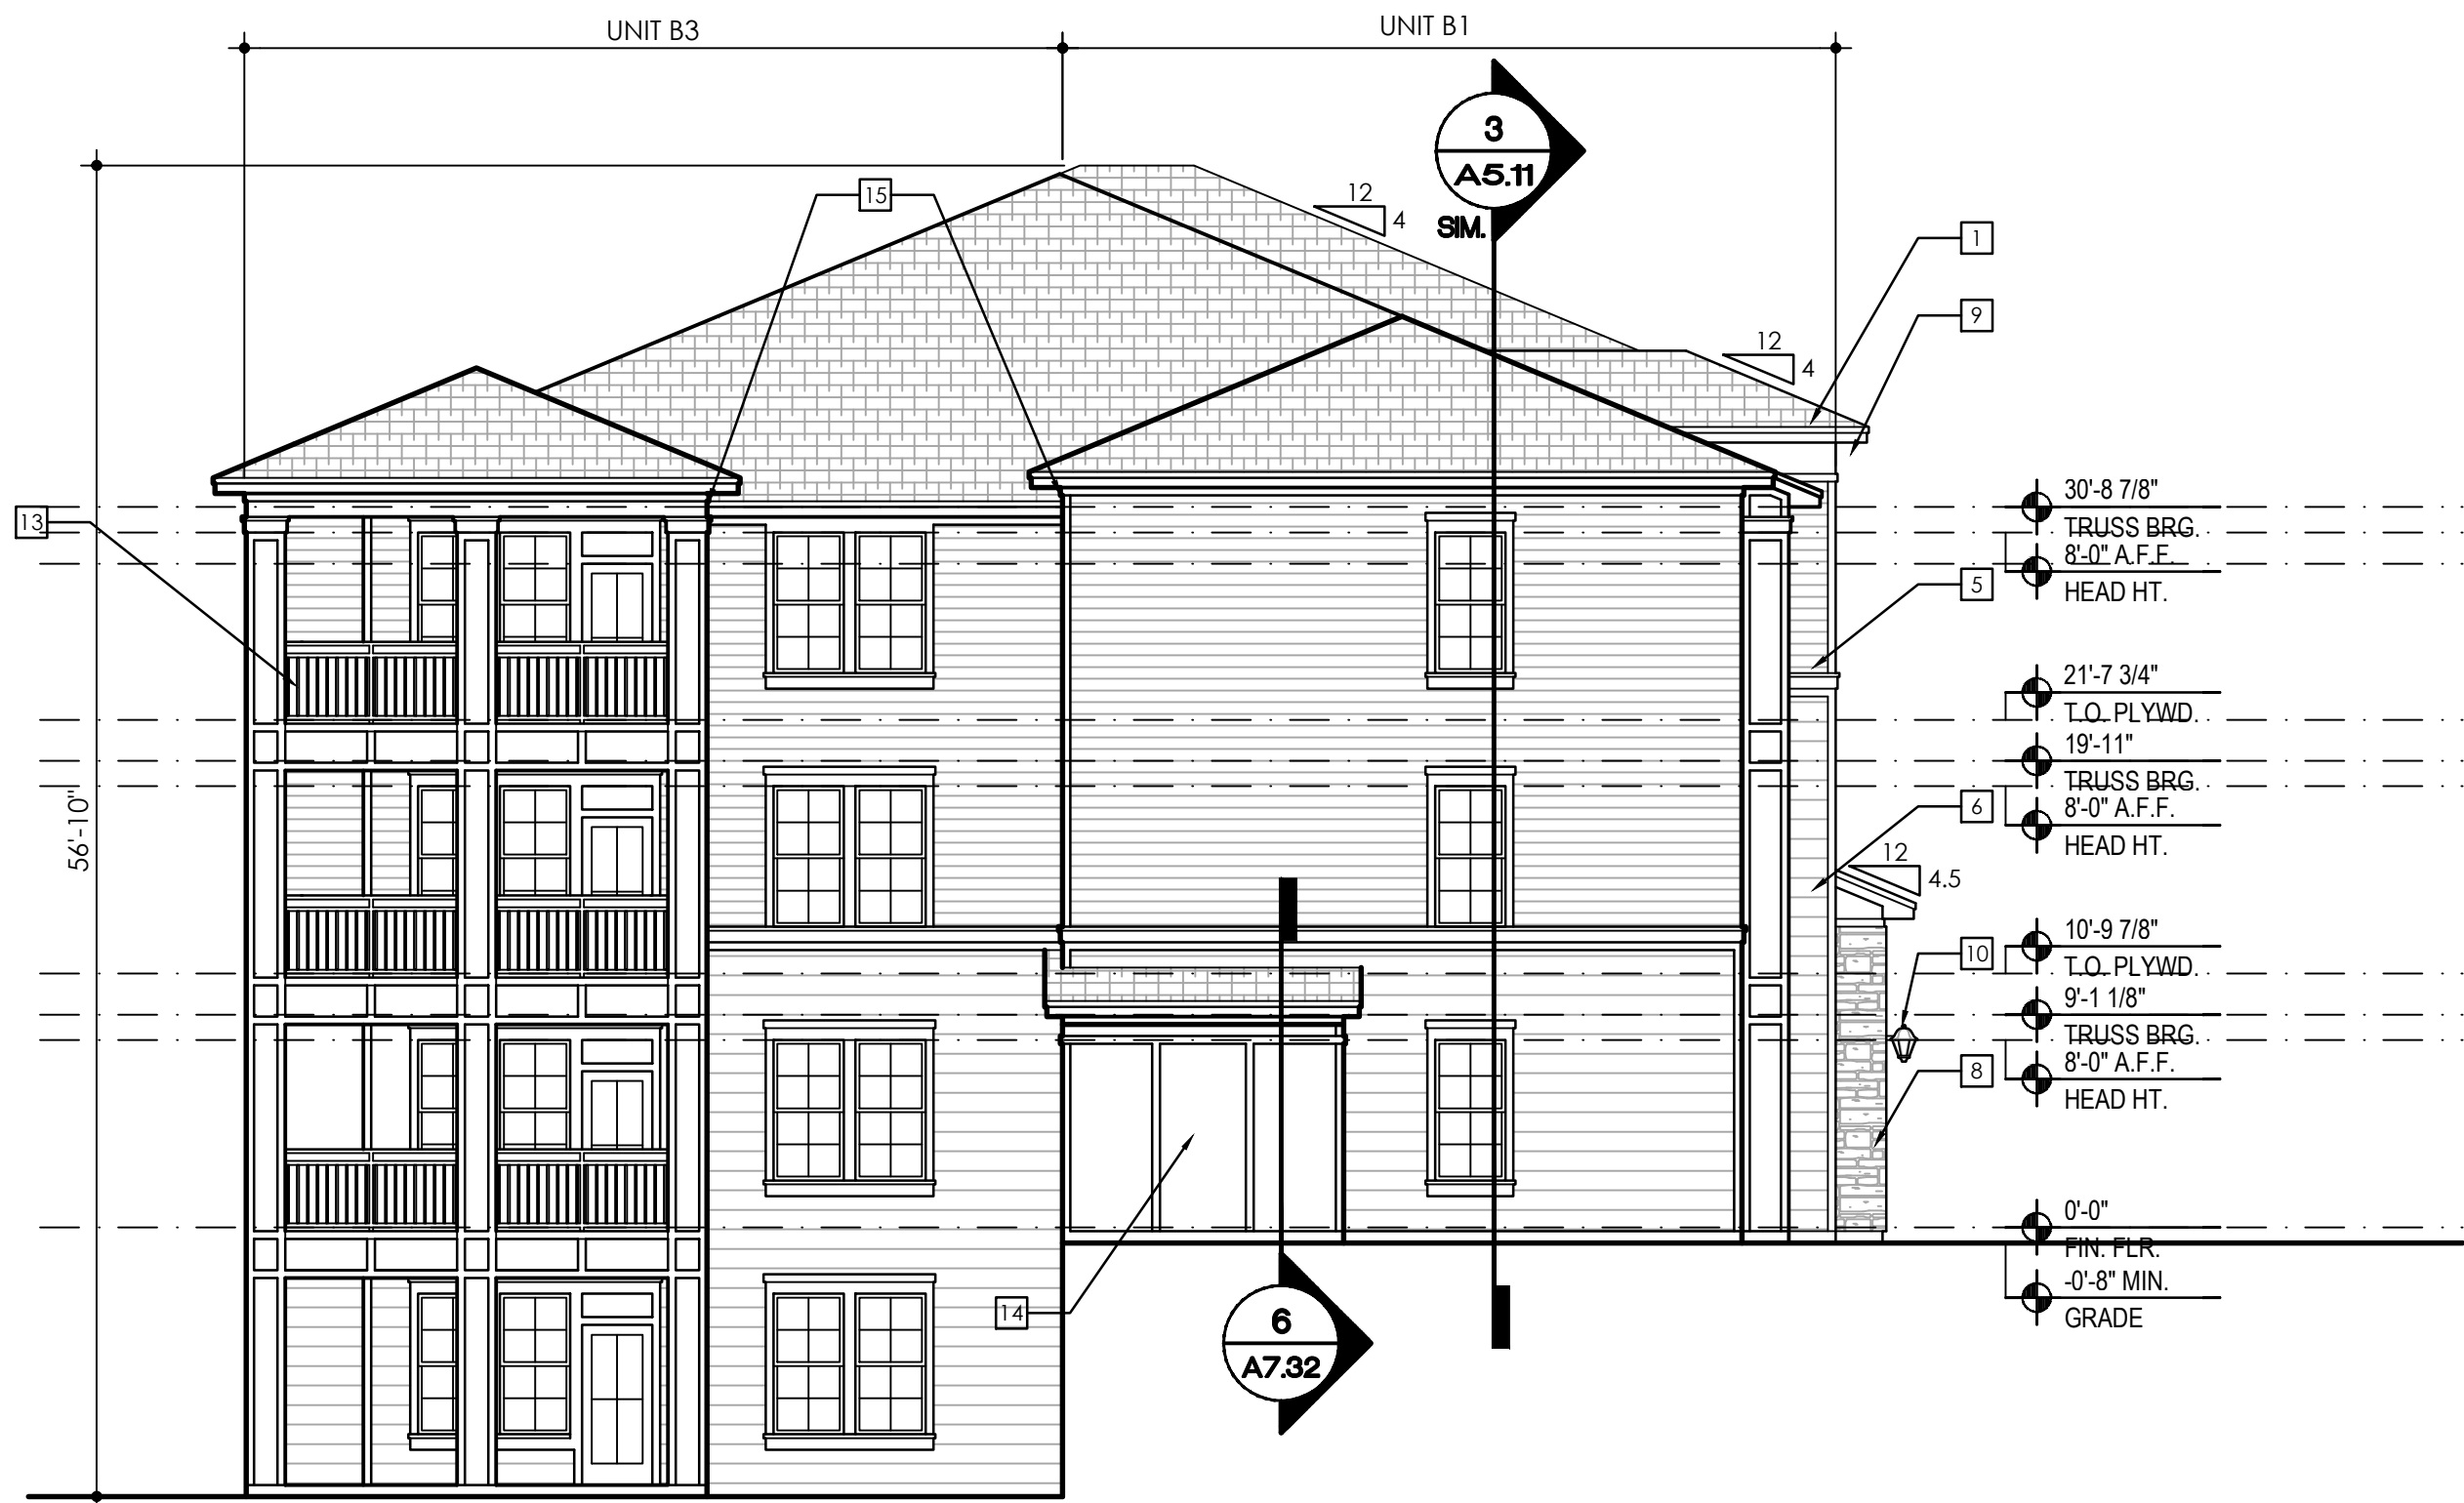 UNIT B3
UNIT B1
3
A5.11
SIM.
12
4
15
1
9
12
4
30'-8 7/8"
TRUSS BRG.
8'-0" A.F.F.
HEAD HT.
13
5
21'-7 3/4"
T.O. PLYWD.
19'-11"
TRUSS BRG.
8'-0" A.F.F.
HEAD HT.
6
56'-10"
12
4.5
10'-9 7/8"
T.O. PLYWD.
9'-1 1/8"
TRUSS BRG.
8'-0" A.F.F.
HEAD HT.
10
8
0'-0"
FIN. FLR.
-0'-8" MIN.
GRADE
14
6
A7.32